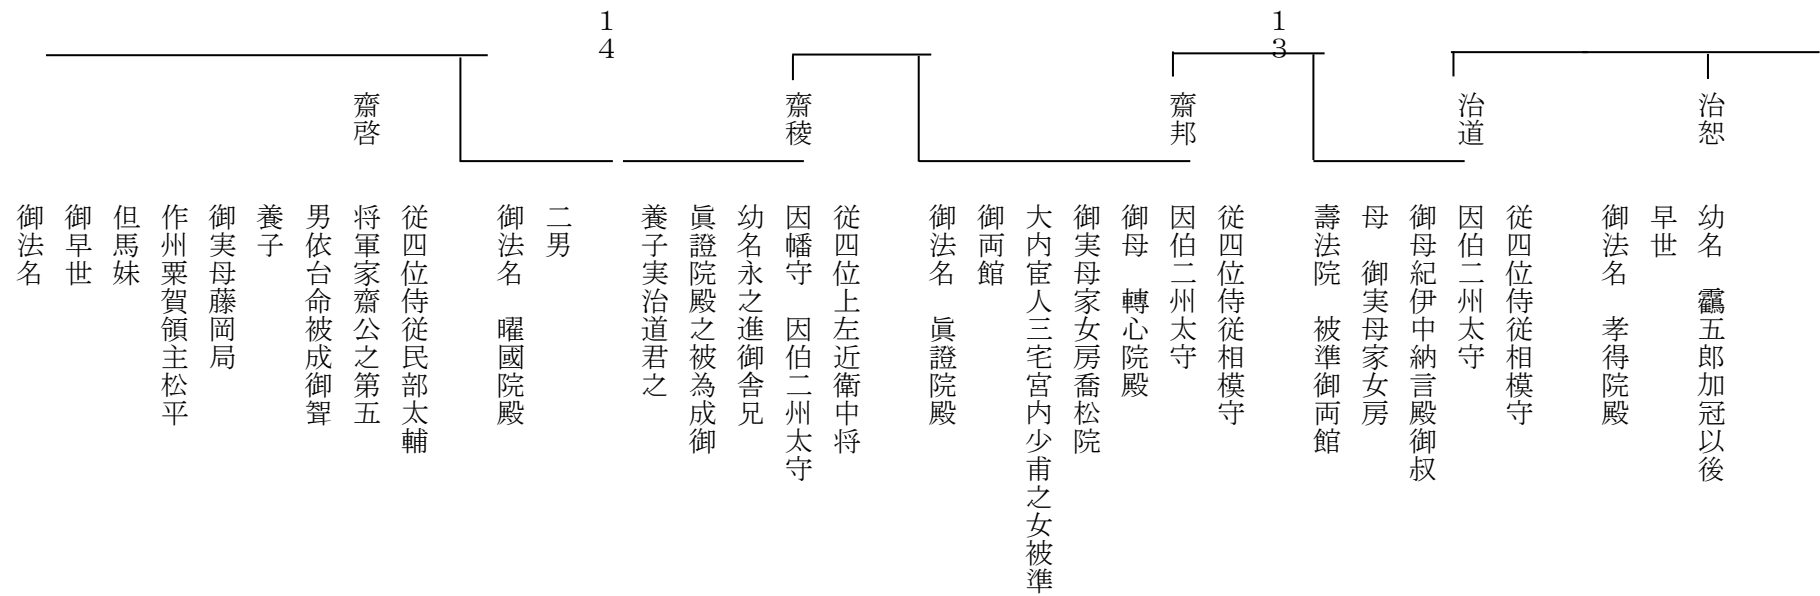 治恕
幼名　靍五郎加冠以後
早世
御法名　孝得院殿
治道
従四位侍従相模守
因伯二州太守
御母紀伊中納言殿御叔
母　御実母家女房
壽法院　被準御両館
13
齋邦
従四位侍従相模守
因伯二州太守
御母　轉心院殿
御実母家女房喬松院
大内宦人三宅宮内少甫之女被準
御両館
御法名　眞證院殿
齋稜
従四位上左近衛中将
因幡守　因伯二州太守
幼名永之進御舎兄
眞證院殿之被為成御
養子実治道君之
14
二男
御法名　曜國院殿
齋啓
従四位侍従民部太輔
将軍家齋公之第五
男依台命被成御聟
養子
御実母藤岡局
作州粟賀領主松平
但馬妹
御早世
御法名